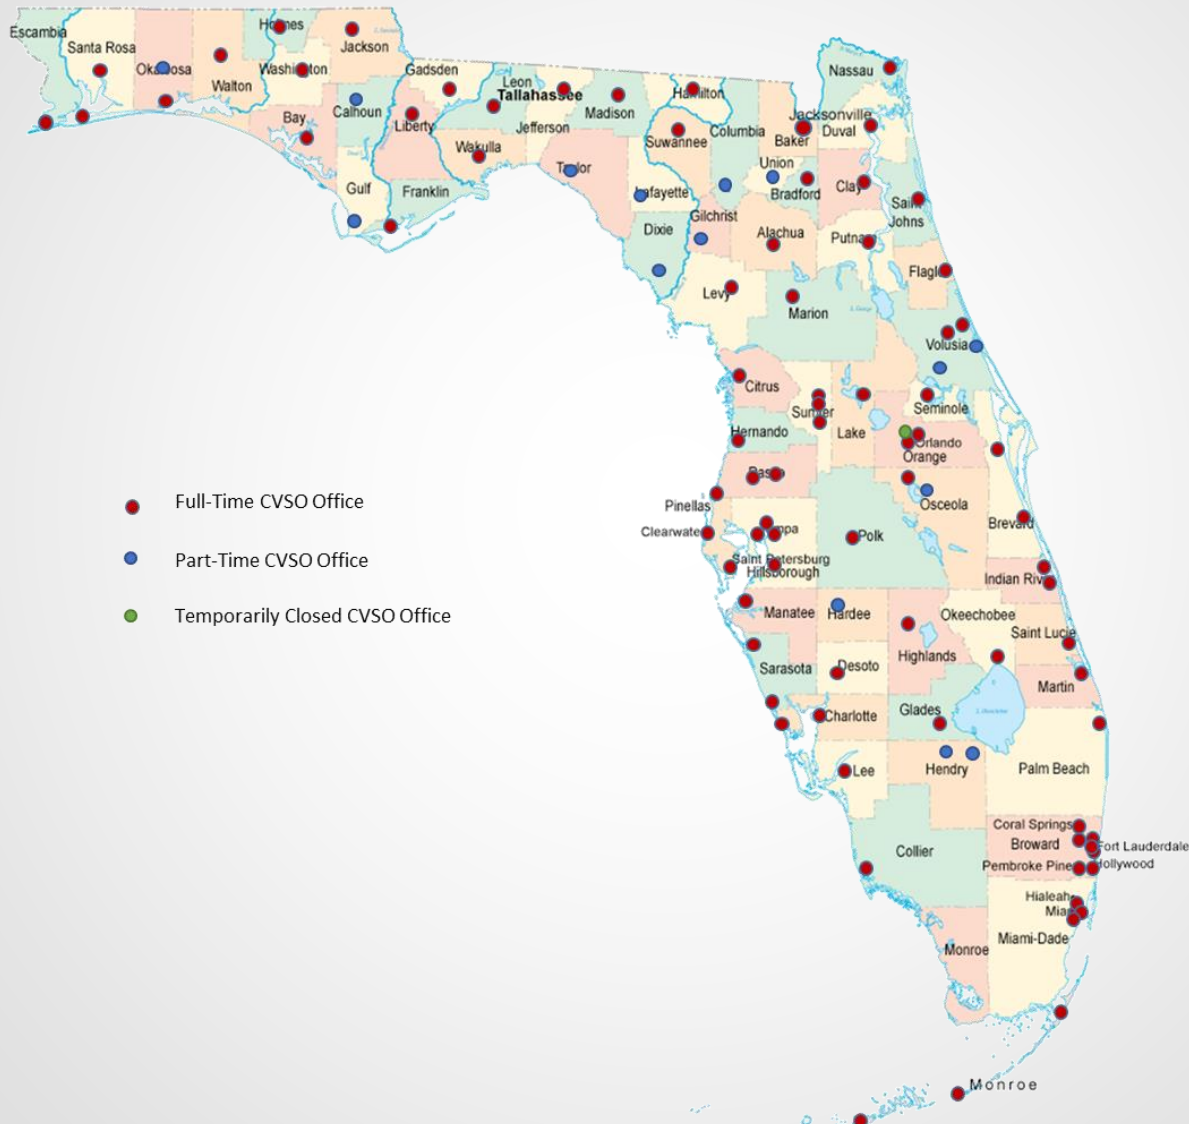 Escambia
Santa Rosa
Okaloosa
Walton
Holmes
Washington
Jackson
Bay
Calhoun
Gulf
Gadsden
Liberty
Franklin
Leon
Tallahassee
Wakulla
Jefferson
Madison
Taylor
Hamilton
Suwannee
Lafayette
Dixie
Columbia
Gilchrist
Baker
Union
Bradford
Alachua
Levy
Nassau
Jacksonville
Duval
Clay
Saint
Johns
Putnam
Flagler
Marion
Volusia
Citrus
Sumter
Lake
Seminole
Hernando
Orlando
Orange
Pasco
Full-Time CVSO Office
Pinellas
Osceola
Brevard
Clearwater
Tampa
Polk
Part-Time CVSO Office
Saint Petersburg
Hillsborough
Indian River
Temporarily Closed CVSO Office
Manatee
Hardee
Okeechobee
Saint Lucie
Highlands
Sarasota
Desoto
Martin
Charlotte
Glades
Lee
Hendry
Palm Beach
Coral Springs
Broward
Fort Lauderdale
Collier
Pembroke Pines
Hollywood
Hialeah
Miami
Miami-Dade
Monroe
Monroe